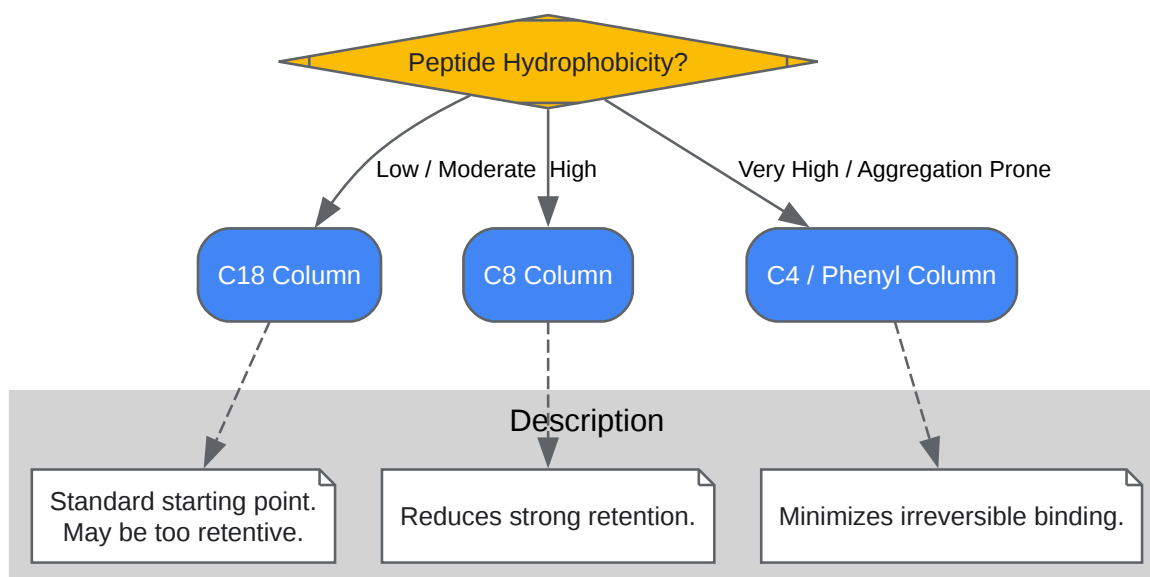 Peptide Hydrophobicity?
Low / Moderate
High
Very High / Aggregation Prone
C18 Column
C8 Column
C4 / Phenyl Column
Description
Standard starting point.
May be too retentive.
Reduces strong retention.
Minimizes irreversible binding.